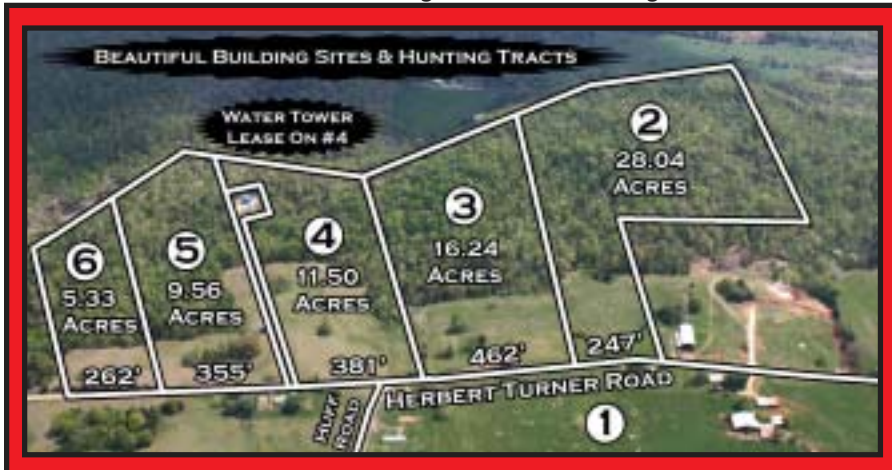 BEAUTIFUL BUILDING SITES & HUNTING TRACTS
WATER TOWER
LEASE ON #4
2
28.04
ACRES
3
16.24
ACRES
4
11.50
ACRES
5
9.56
ACRES
6
5.33
ACRES
262'
355'
381'
462'
247'
HERBERT TURNER ROAD
HUFF
ROAD
1